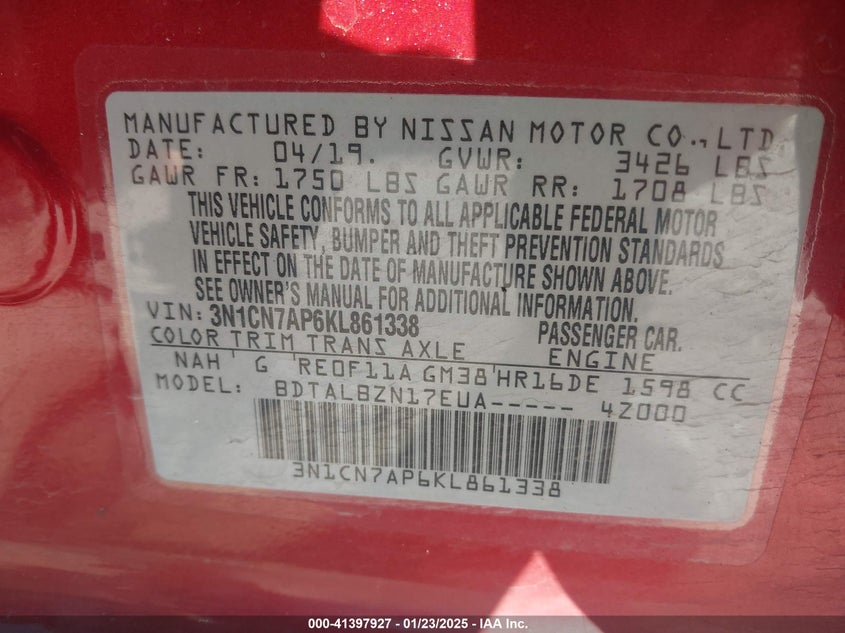 MANUFACTURED BY NISSAN MOTOR CO., LTD.
DATE: 04/19. GVWR: 3426 LBS
GAWR FR: 1750 LBS GAWR RR: 1708 LBS
THIS VEHICLE CONFORMS TO ALL APPLICABLE FEDERAL MOTOR
VEHICLE SAFETY, BUMPER AND THEFT PREVENTION STANDARDS
IN EFFECT ON THE DATE OF MANUFACTURE SHOWN ABOVE.
SEE OWNER'S MANUAL FOR ADDITIONAL INFORMATION.
VIN: 3N1CN7AP6KL861338 PASSENGER CAR.
COLOR TRIM TRANS AXLE ENGINE
NAH G RE0F11A GM38 HR16DE 1598 CC
MODEL: BDTALBZN17EUA----- 4Z000
3N1CN7AP6KL861338
000-41397927 - 01/23/2025 - IAA Inc.